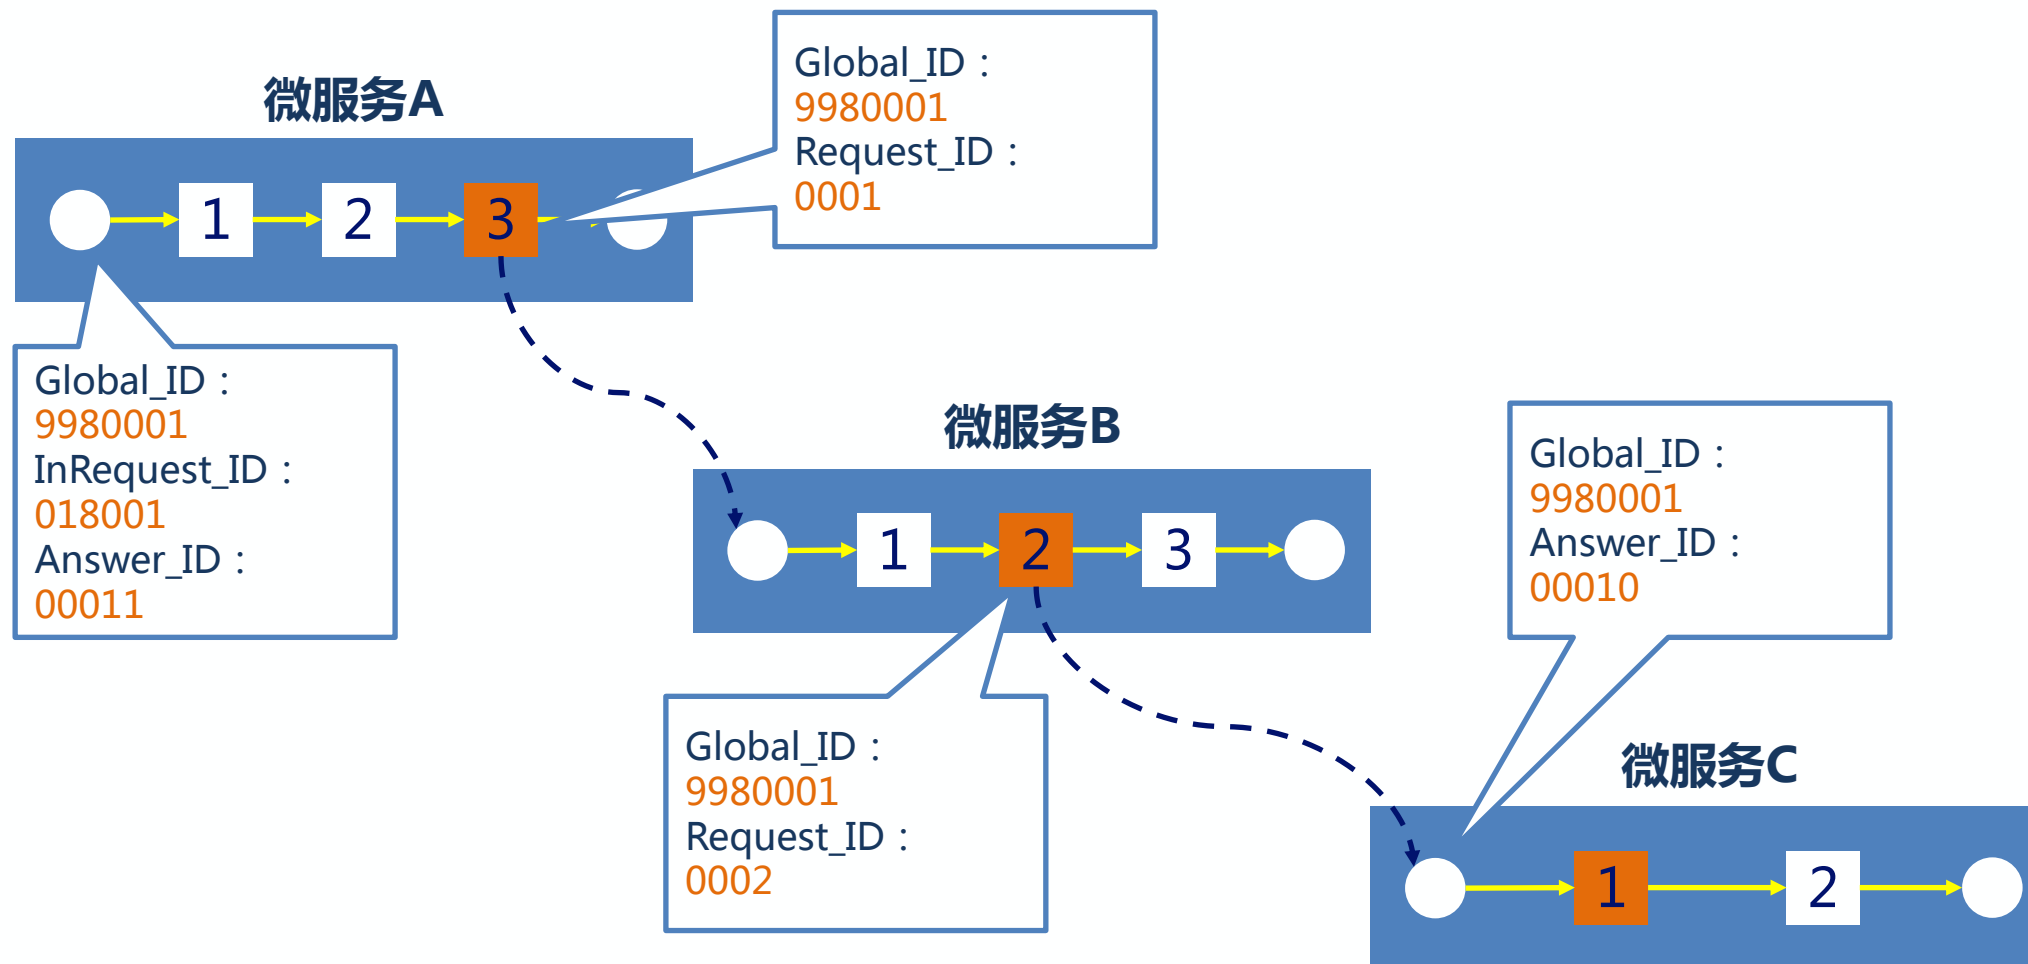 微服务A
1
2
3
Global_ID：
9980001
Request_ID：
0001
Global_ID：
9980001
InRequest_ID：
018001
Answer_ID：
00011
微服务B
1
2
3
Global_ID：
9980001
Request_ID：
0002
Global_ID：
9980001
Answer_ID：
00010
微服务C
1
2